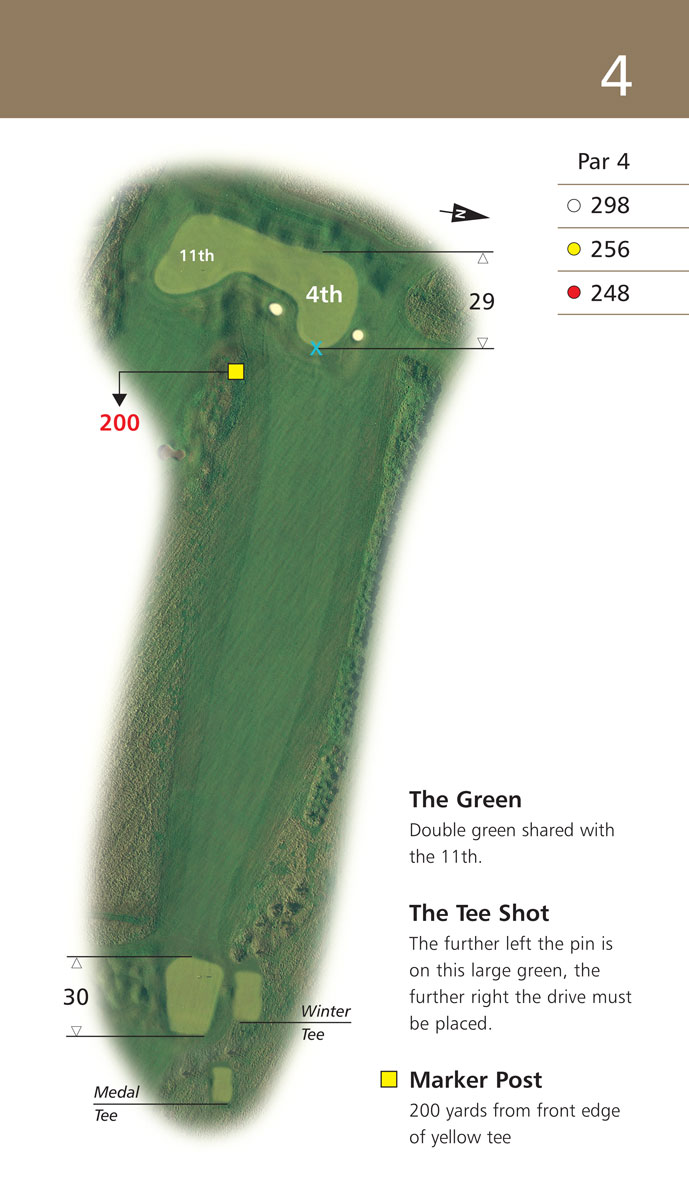 4
Par 4
298
256
248
N
11th
4th
29
X
200
The Green
Double green shared with
the 11th.
The Tee Shot
The further left the pin is
on this large green, the
further right the drive must
be placed.
30
Winter
Tee
Medal
Tee
Marker Post
200 yards from front edge
of yellow tee